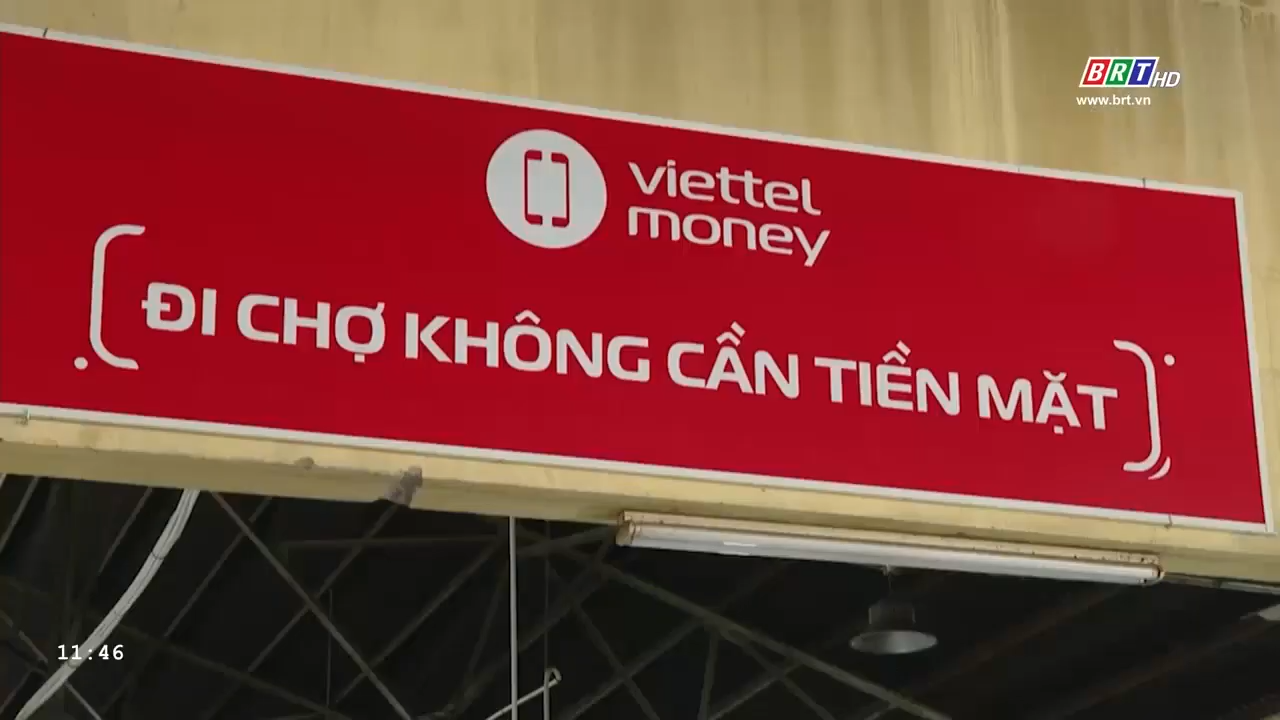 BRT HD
www.brt.vn
viettel
money
ĐI CHỢ KHÔNG CẦN TIỀN MẶT
11:46